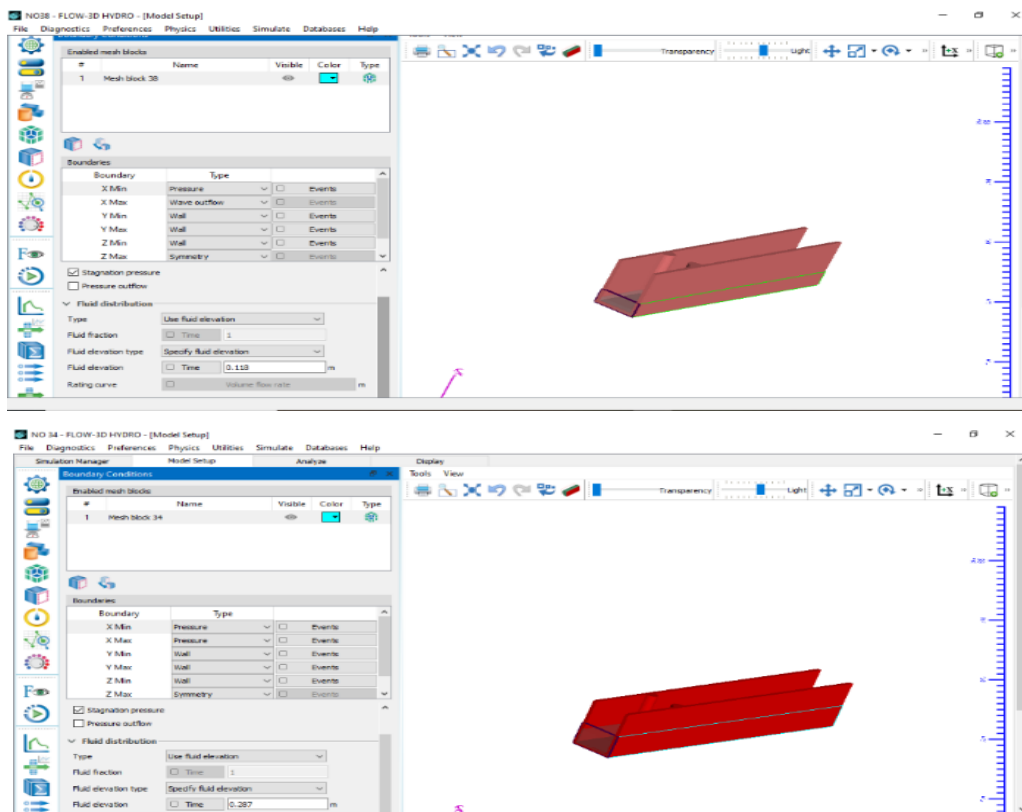 NO38 - FLOW-3D HYDRO - [Model Setup]
File Diagnostics Preferences Physics Utilities Simulate Databases Help
Enabled mesh blocks
# Name Visible Color Type
1 Mesh block 38
Transparency Light
Boundaries
Boundary Type
X Min Pressure Events
X Max Wave outflow Events
Y Min Wall Events
Y Max Wall Events
Z Min Wall Events
Z Max Symmetry Events
Stagnation pressure
Pressure outflow
Fluid distribution
Type Use fluid elevation
Fluid fraction Time 1
Fluid elevation type Specify fluid elevation
Fluid elevation Time 0.118 m
Rating curve Volume flow rate m
NO 34 - FLOW-3D HYDRO - [Model Setup]
File Diagnostics Preferences Physics Utilities Simulate Databases Help
Simulation Manager Model Setup Analyze Display
Boundary Conditions Tools View
Enabled mesh blocks
# Name Visible Color Type
1 Mesh block 34
Transparency Light
Boundaries
Boundary Type
X Min Pressure Events
X Max Pressure Events
Y Min Wall Events
Y Max Wall Events
Z Min Wall Events
Z Max Symmetry Events
Stagnation pressure
Pressure outflow
Fluid distribution
Type Use fluid elevation
Fluid fraction Time 1
Fluid elevation type Specify fluid elevation
Fluid elevation Time 0.287 m